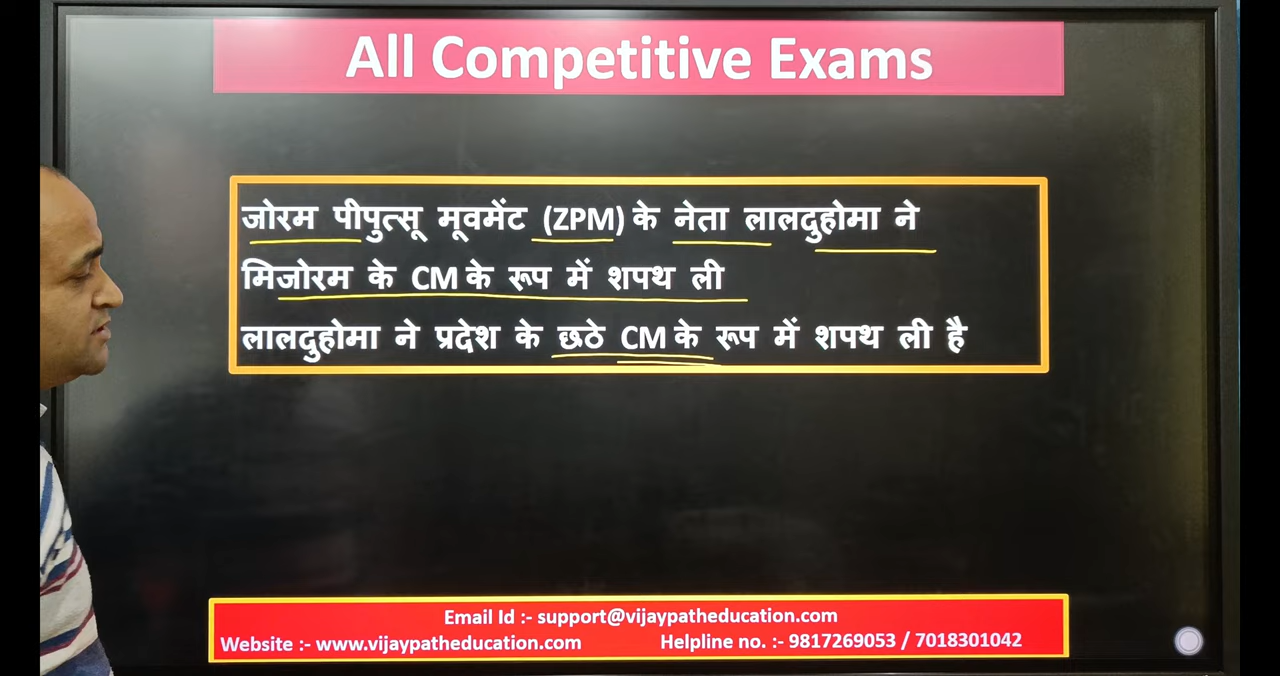 All Competitive Exams
जोरम पीपुत्सू मूवमेंट (ZPM) के नेता लालदुहोमा ने
मिजोरम के CM के रूप में शपथ ली
लालदुहोमा ने प्रदेश के छठे CM के रूप में शपथ ली है
Email Id :- support@vijaypatheducation.com
Website :- www.vijaypatheducation.com Helpline no. :- 9817269053 / 7018301042